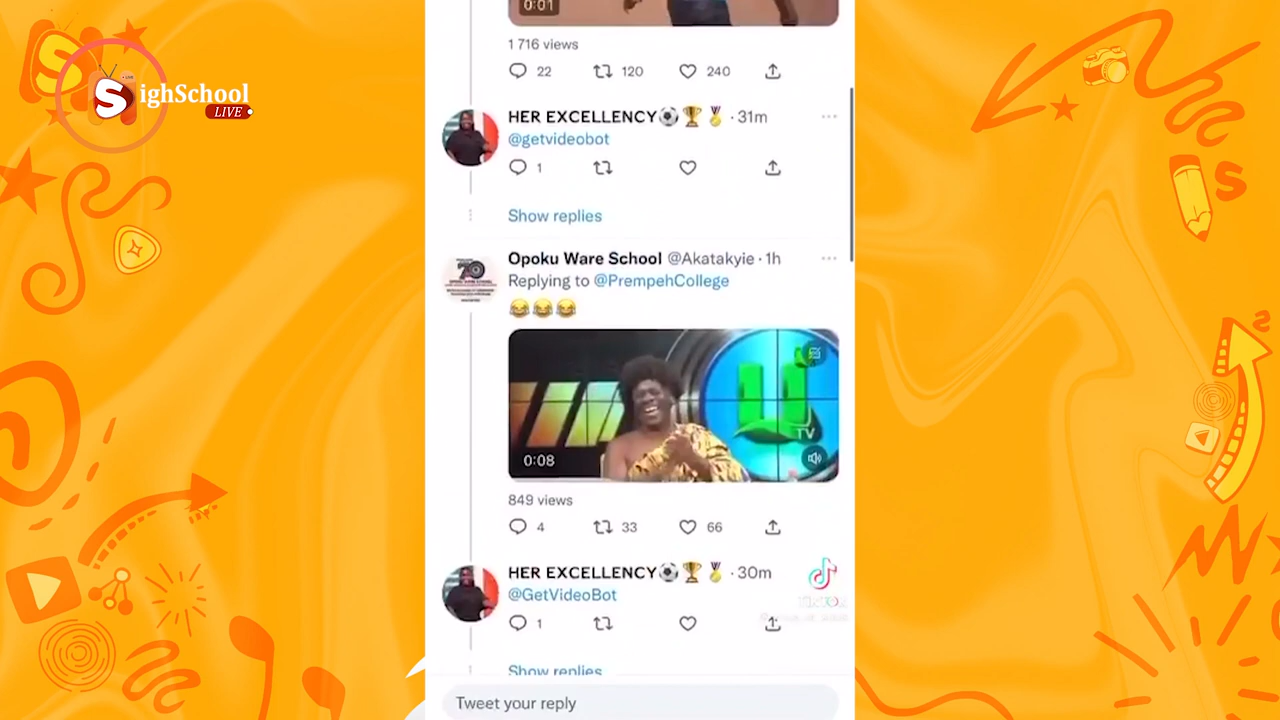 0:01
1 716 views
22 120 240
HER EXCELLENCY⚽🏆🏅 · 31m
@getvideobot
1
Show replies
Opoku Ware School @Akatakyie · 1h
Replying to @PrempehCollege
😂😂😂
TV
0:08
849 views
4 33 66
HER EXCELLENCY⚽🏆🏅 · 30m
@GetVideoBot
1
Show replies
Tweet your reply
S
ighSchool
LIVE
TikTok
70
S
2